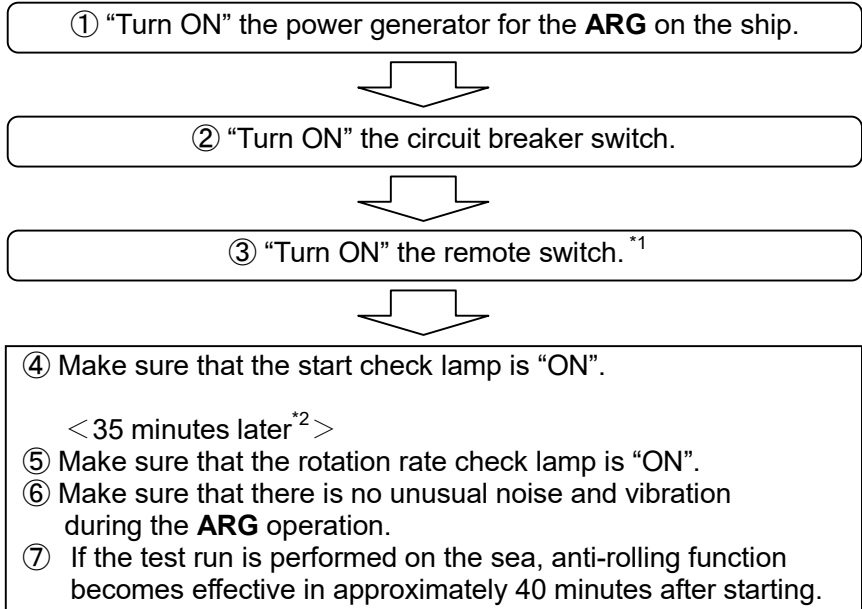 ① “Turn ON” the power generator for the ARG on the ship.
② “Turn ON” the circuit breaker switch.
③ “Turn ON” the remote switch. *1
④ Make sure that the start check lamp is “ON”.
＜35 minutes later*2＞
⑤ Make sure that the rotation rate check lamp is “ON”.
⑥ Make sure that there is no unusual noise and vibration
during the ARG operation.
⑦ If the test run is performed on the sea, anti-rolling function
becomes effective in approximately 40 minutes after starting.